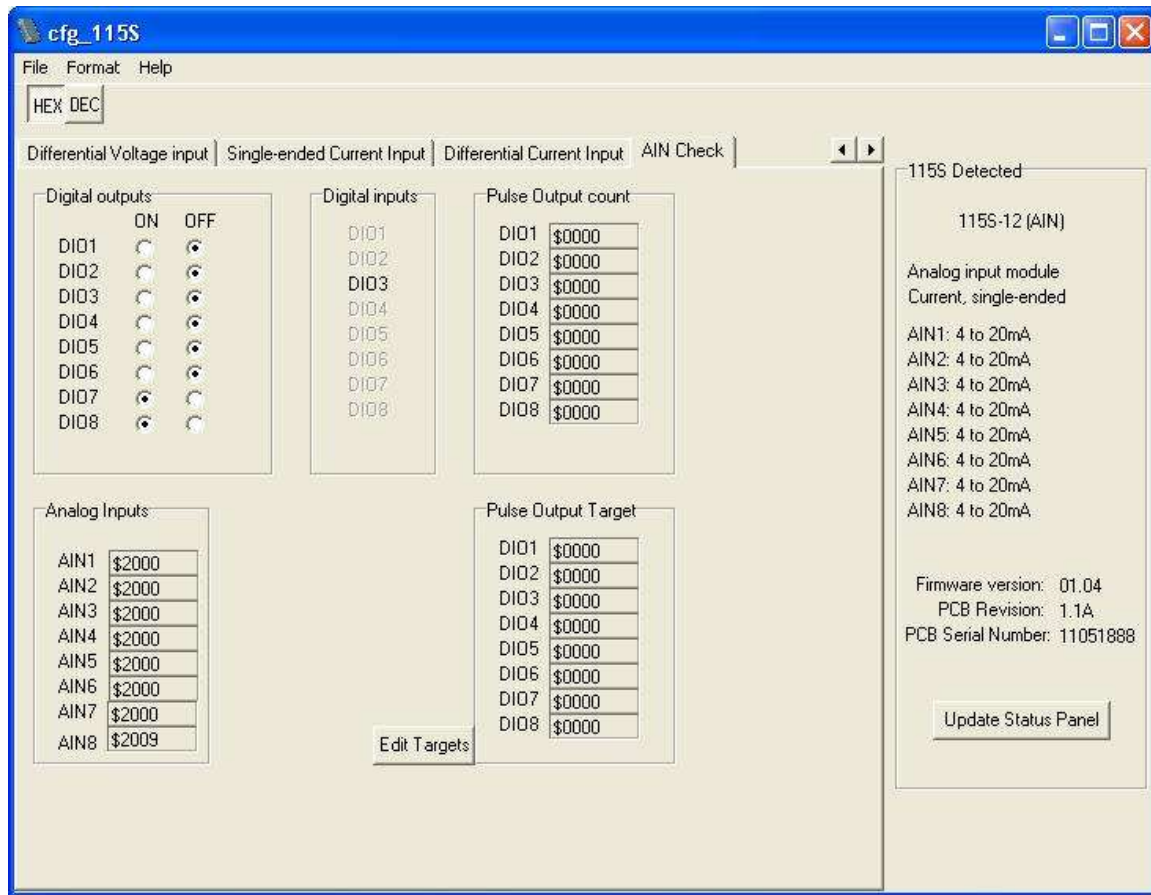 cfg_115S
File Format Help
HEX DEC
Differential Voltage input Single-ended Current Input Differential Current Input AIN Check
Digital outputs
ON OFF
DIO1
DIO2
DIO3
DIO4
DIO5
DIO6
DIO7
DIO8
Digital inputs
DIO1
DIO2
DIO3
DIO4
DIO5
DIO6
DIO7
DIO8
Pulse Output count
DIO1 $0000
DIO2 $0000
DIO3 $0000
DIO4 $0000
DIO5 $0000
DIO6 $0000
DIO7 $0000
DIO8 $0000
Analog Inputs
AIN1 $2000
AIN2 $2000
AIN3 $2000
AIN4 $2000
AIN5 $2000
AIN6 $2000
AIN7 $2000
AIN8 $2009
Edit Targets
Pulse Output Target
DIO1 $0000
DIO2 $0000
DIO3 $0000
DIO4 $0000
DIO5 $0000
DIO6 $0000
DIO7 $0000
DIO8 $0000
115S Detected
115S-12 (AIN)
Analog input module
Current, single-ended
AIN1: 4 to 20mA
AIN2: 4 to 20mA
AIN3: 4 to 20mA
AIN4: 4 to 20mA
AIN5: 4 to 20mA
AIN6: 4 to 20mA
AIN7: 4 to 20mA
AIN8: 4 to 20mA
Firmware version: 01.04
PCB Revision: 1.1A
PCB Serial Number: 11051888
Update Status Panel